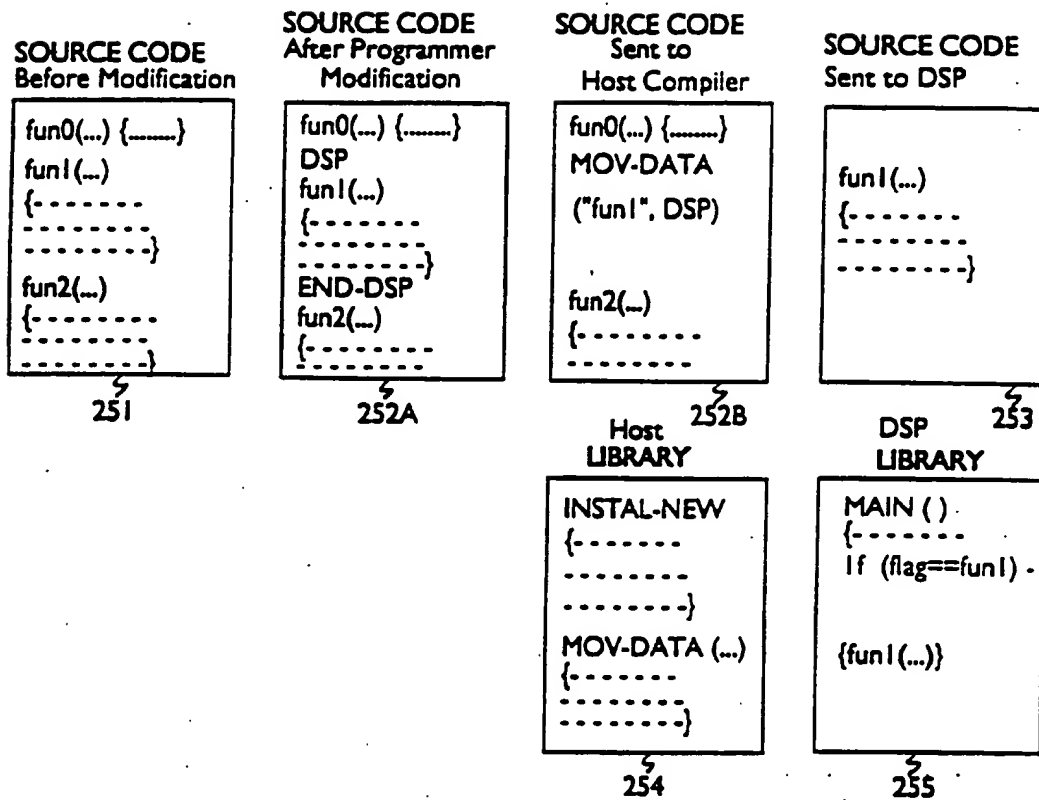 SOURCE CODE
Before Modification
fun0(...) {........}
fun1(...)
{- - - - - - -
- - - - - - - -
- - - - - - - -}
fun2(...)
{- - - - - - - -
- - - - - - - -
- - - - - - - -}
251
SOURCE CODE
After Programmer
Modification
fun0(...) {........}
DSP
fun1(...)
{- - - - - - -
- - - - - - - -
- - - - - - - -}
END-DSP
fun2(...)
{- - - - - - - -
- - - - - - - -
252A
SOURCE CODE
Sent to
Host Compiler
fun0(...) {........}
MOV-DATA
("fun1", DSP)
fun2(...)
{- - - - - - - -
- - - - - - - -
252B
SOURCE CODE
Sent to DSP
fun1(...)
{- - - - - - -
- - - - - - - -
- - - - - - - -}
253
Host
LIBRARY
INSTAL-NEW
{- - - - - - -
- - - - - - - -
- - - - - - - -}
MOV-DATA (...)
{- - - - - - -
- - - - - - - -
- - - - - - - -}
254
DSP
LIBRARY
MAIN ( )
{- - - - - - -
If (flag==fun1) -
{fun1(...)}
255